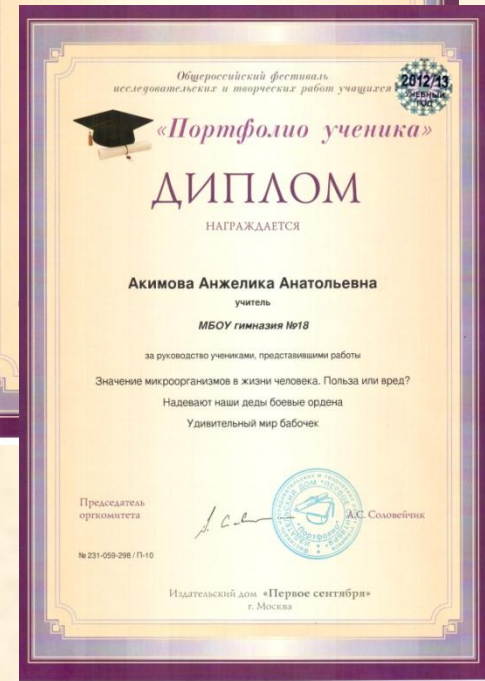 Общероссийский фестиваль
исследовательских и творческих работ учащихся
2012/13
УЧЕБНЫЙ
ГОД
«Портфолио ученика»
ДИПЛОМ
НАГРАЖДАЕТСЯ
Акимова Анжелика Анатольевна
учитель
МБОУ гимназия №18
за руководство учениками, представившими работы
Значение микроорганизмов в жизни человека. Польза или вред?
Надевают наши деды боевые ордена
Удивительный мир бабочек
Председатель
оргкомитета
А.С. Соловейчик
"Портфолио"
№ 231-059-298 / П-10
Издательский дом «Первое сентября»
г. Москва